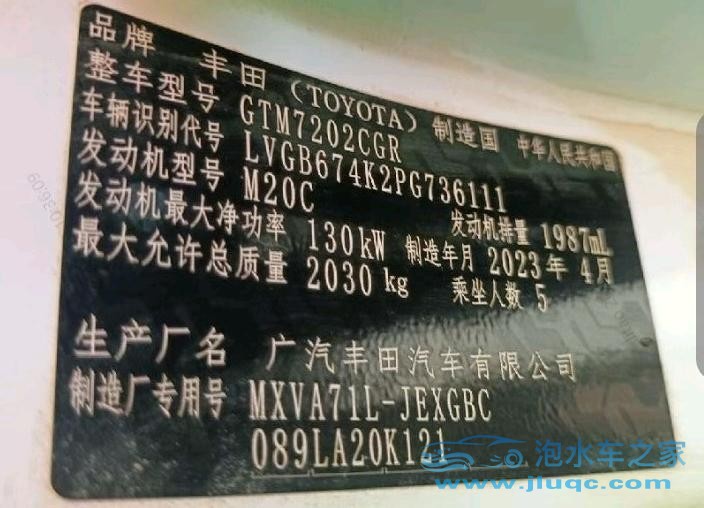 品牌 丰田(TOYOTA) 制造国 中华人民共和国
整车型号 GTM7202CGR
车辆识别代号 LVGB674K2PG736111
发动机型号 M20C 发动机排量 1987mL
发动机最大净功率 130kW 制造年月 2023年4月
最大允许总质量 2030kg 乘坐人数 5
生产厂名 广汽丰田汽车有限公司
制造厂专用号 MXVA71L-JEXGBC
089LA20K121
泡水车之家
www.jluqc.com